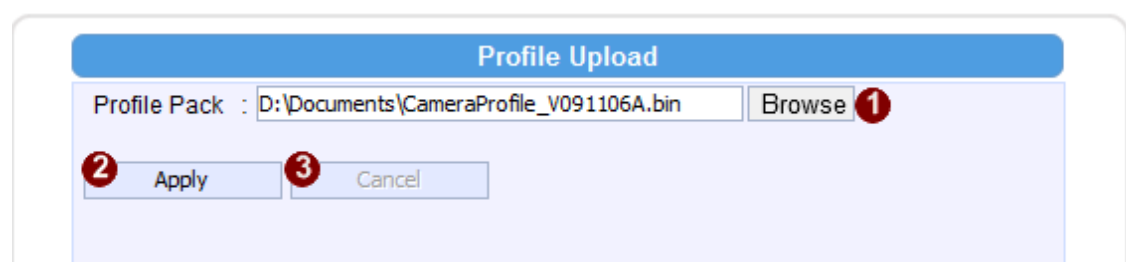 Profile Upload
Profile Pack : D:\Documents\CameraProfile_V091106A.bin Browse 1
2 Apply 3 Cancel